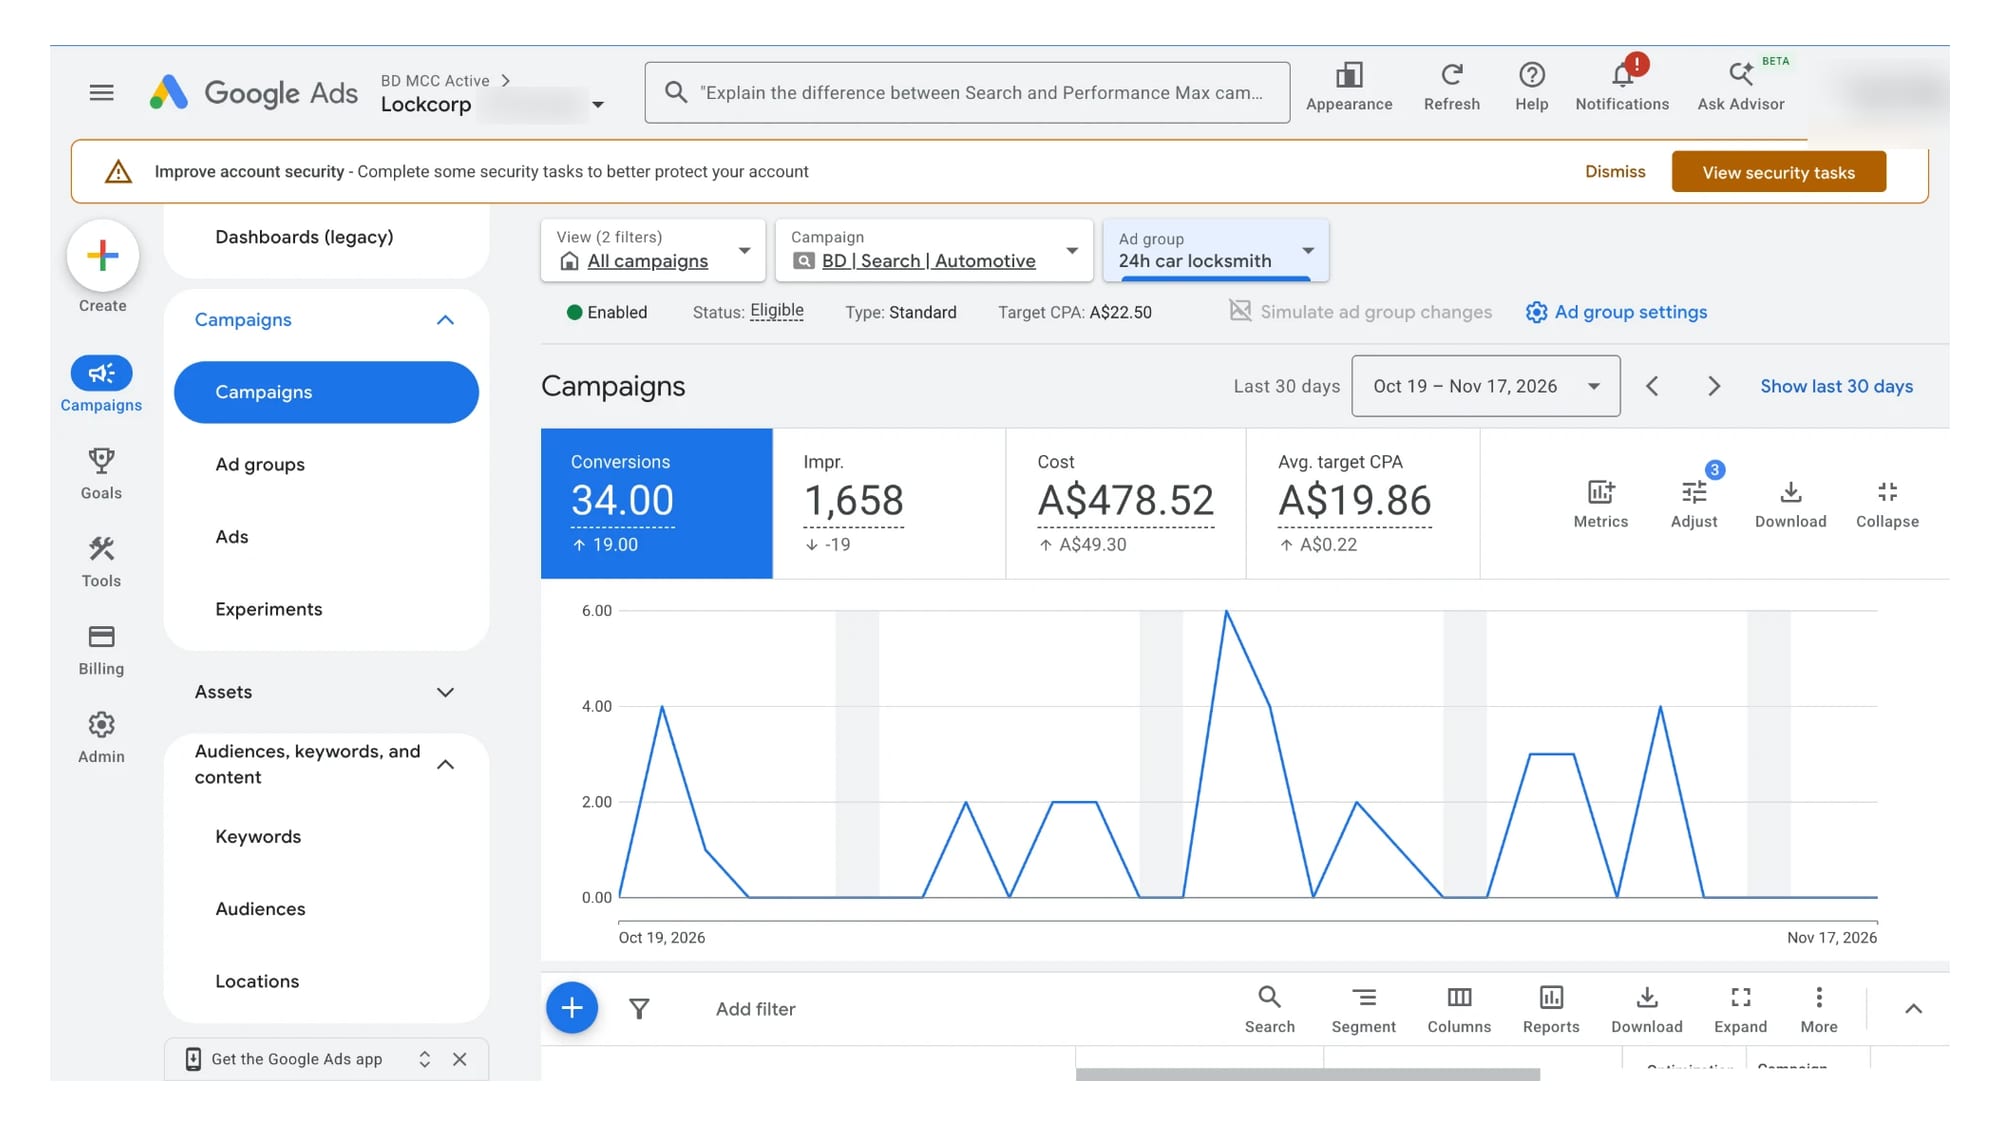 Google Ads
BD MCC Active
Lockcorp
"Explain the difference between Search and Performance Max cam...
Appearance
Refresh
Help
!
Notifications
BETA
Ask Advisor
Improve account security - Complete some security tasks to better protect your account
Dismiss
View security tasks
Create
Campaigns
Goals
Tools
Billing
Admin
Dashboards (legacy)
Campaigns
Campaigns
Ad groups
Ads
Experiments
Assets
Audiences, keywords, and
content
Keywords
Audiences
Locations
Get the Google Ads app
View (2 filters)
All campaigns
Campaign
BD | Search | Automotive
Ad group
24h car locksmith
Enabled
Status: Eligible
Type: Standard
Target CPA: A$22.50
Simulate ad group changes
Ad group settings
Campaigns
Last 30 days
Oct 19 – Nov 17, 2026
Show last 30 days
Conversions
34.00
↑ 19.00
Impr.
1,658
↓ -19
Cost
A$478.52
↑ A$49.30
Avg. target CPA
A$19.86
↑ A$0.22
Metrics
3
Adjust
Download
Collapse
6.00
4.00
2.00
0.00
Oct 19, 2026
Nov 17, 2026
Add filter
Search
Segment
Columns
Reports
Download
Expand
More